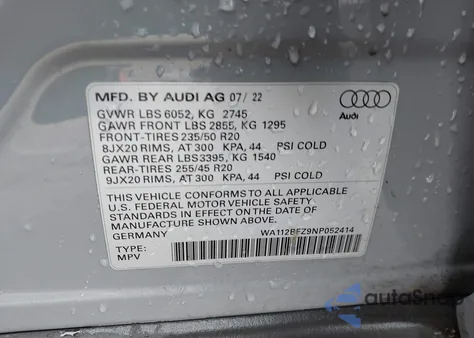 MFD. BY AUDI AG 07/ 22
GVWR LBS 6052, KG 2745
GAWR FRONT LBS 2855, KG 1295
FRONT-TIRES 235/50 R20
8JX20 RIMS, AT 300 KPA, 44 PSI COLD
GAWR REAR LBS3395, KG 1540
REAR-TIRES 255/45 R20
9JX20 RIMS, AT 300 KPA, 44 PSI COLD
Audi
THIS VEHICLE CONFORMS TO ALL APPLICABLE
U.S. FEDERAL MOTOR VEHICLE SAFETY
STANDARDS IN EFFECT ON THE DATE OF
MANUFACTURE SHOWN ABOVE.
GERMANY
WA112BFZ9NP052414
TYPE:
MPV
autoSnap